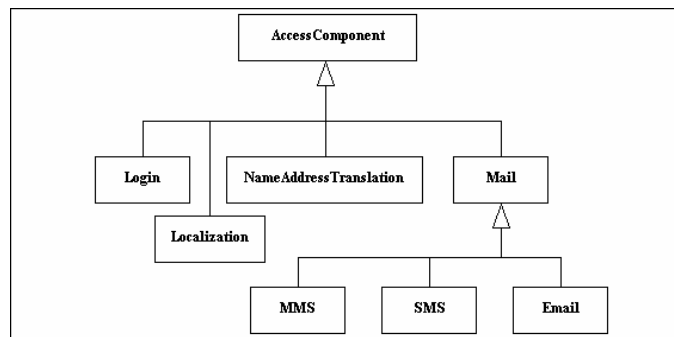 AccessComponent
Login
NameAddressTranslation
Mail
Localization
MMS
SMS
Email